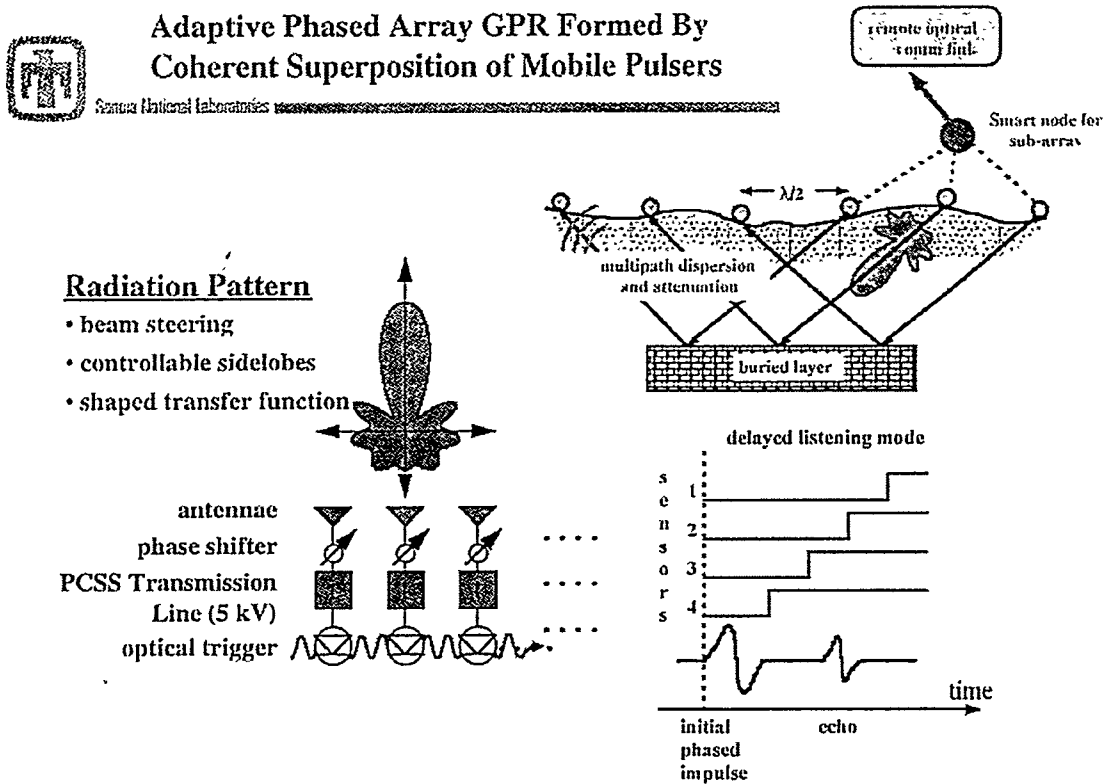 Adaptive Phased Array GPR Formed By
Coherent Superposition of Mobile Pulsers
National Laboratories
remote optical
comm link
Smart node for
sub-array
λ/2
multipath dispersion
and attenuation
buried layer
Radiation Pattern
• beam steering
• controllable sidelobes
• shaped transfer function
antennae
phase shifter
PCSS Transmission
Line (5 kV)
optical trigger
. . . .
. . . .
. . . .
delayed listening mode
sensors
1
2
3
4
time
initial
phased
impulse
echo